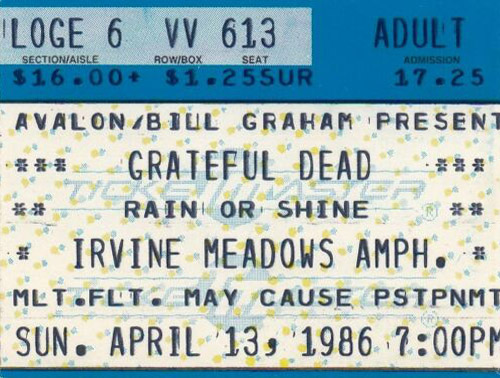 LOGE 6 VV 613 ADULT
SECTION/AISLE ROW/BOX SEAT ADMISSION
$16.00+ $1.25SUR 17.25
AVALON/BILL GRAHAM PRESENT
*** GRATEFUL DEAD ***
TICKETMASTER
** RAIN OR SHINE ® **
* IRVINE MEADOWS AMPH. *
MLT.FLT. MAY CAUSE PSTPNMT
SUN. APRIL 13, 1986 7:00PM